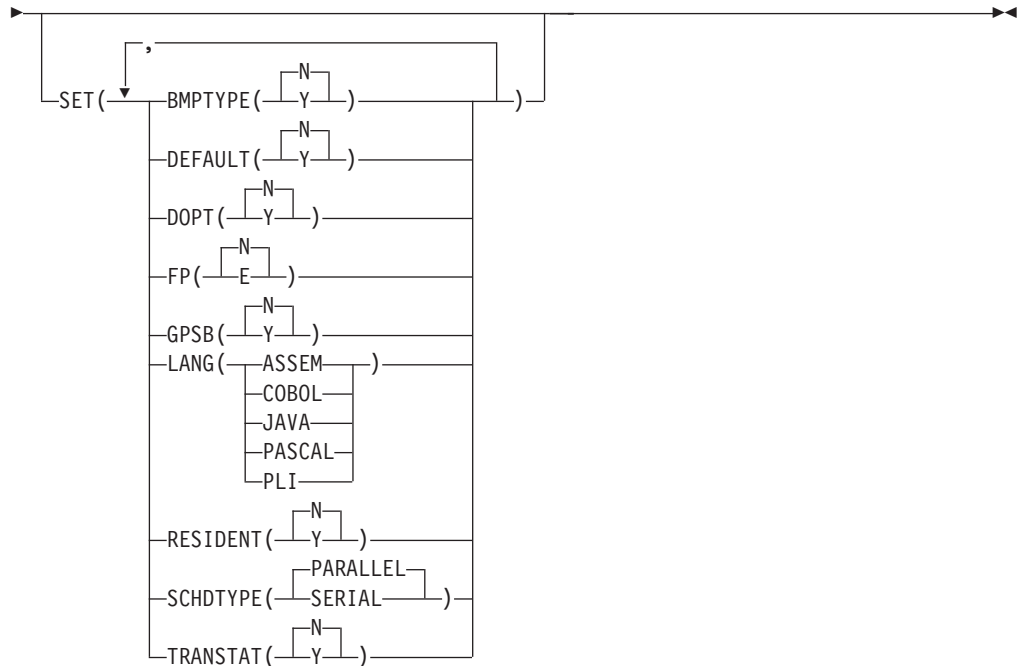 ,
N
SET( BMPTYPE( Y ) )
N
DEFAULT( Y )
N
DOPT( Y )
N
FP( E )
N
GPSB( Y )
LANG( ASSEM )
COBOL
JAVA
PASCAL
PLI
N
RESIDENT( Y )
PARALLEL
SCHDTYPE( SERIAL )
N
TRANSTAT( Y )